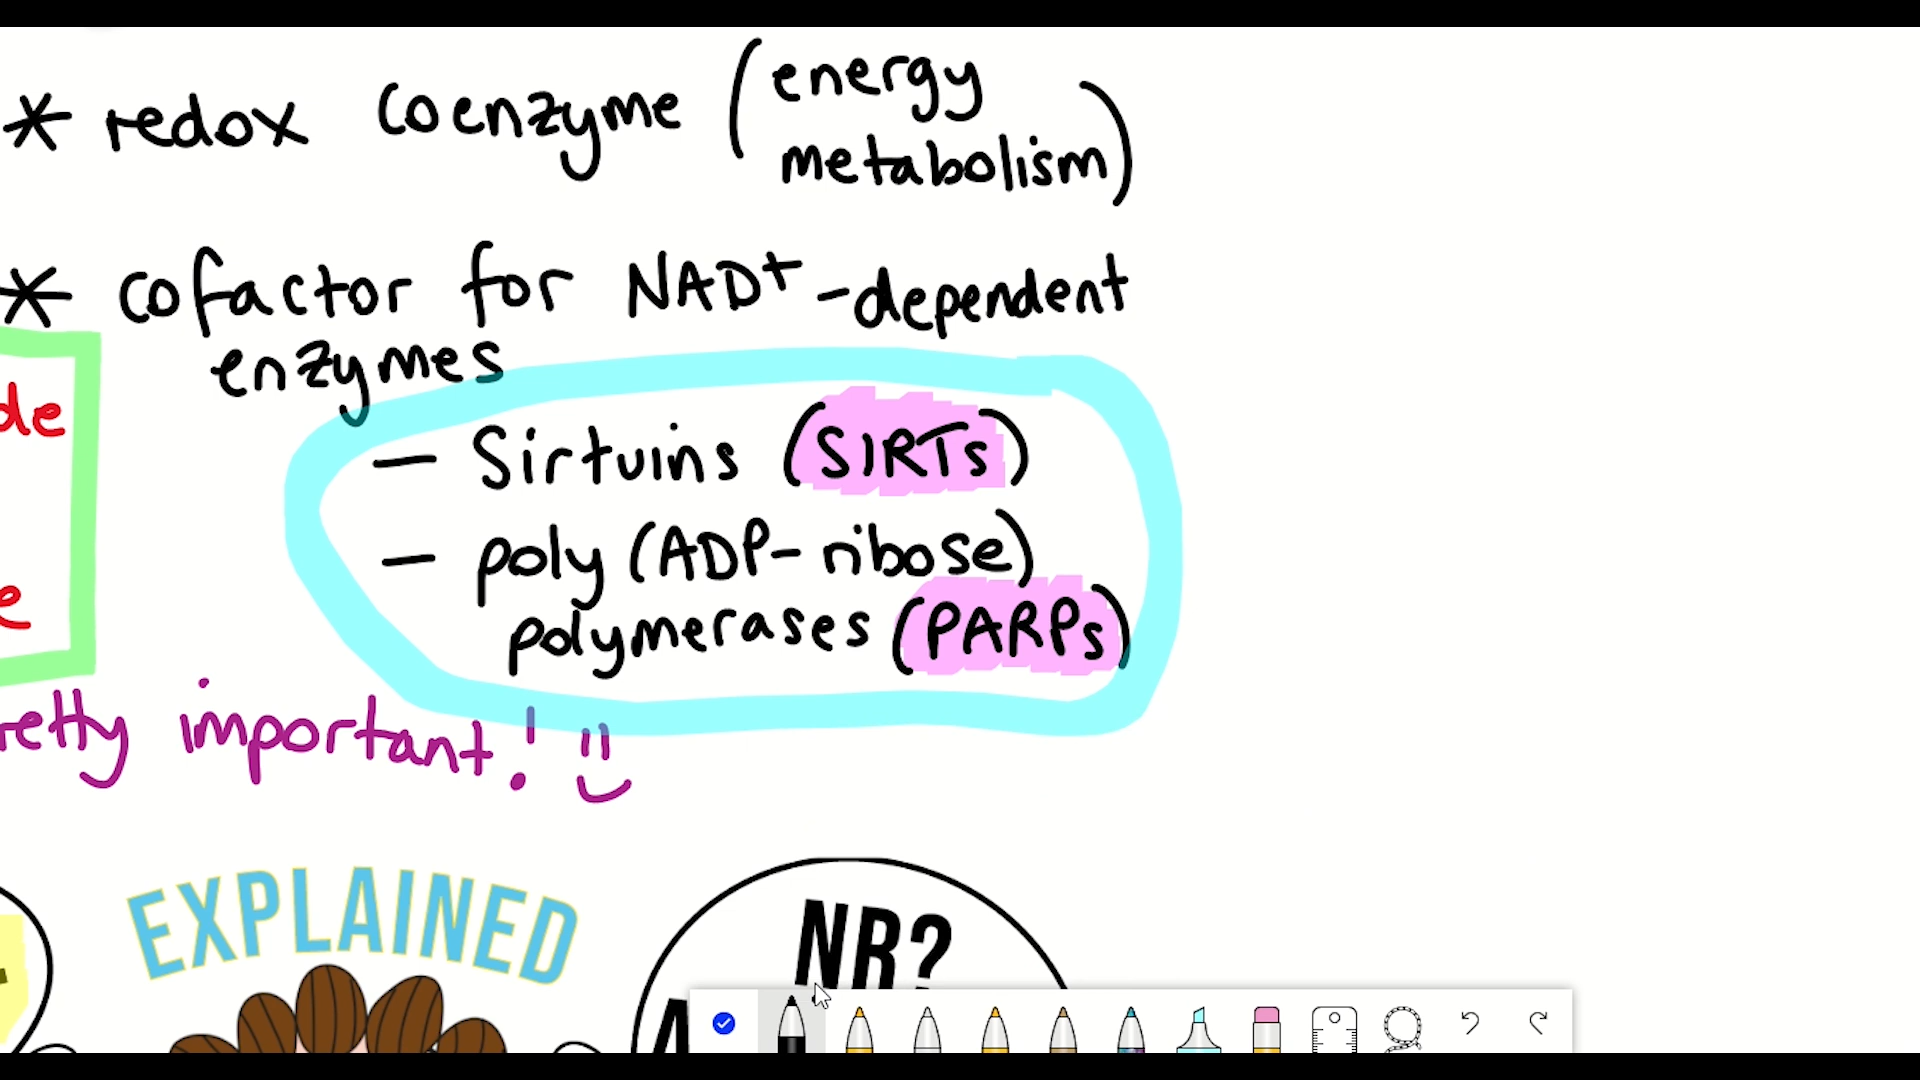 * redox coenzyme (energy
metabolism)
* cofactor for NAD+ -dependent
enzymes
de
- Sirtuins (SIRTs)
- poly (ADP-ribose)
polymerases (PARPs)
e
retty important! :)
EXPLAINED
NR?
A